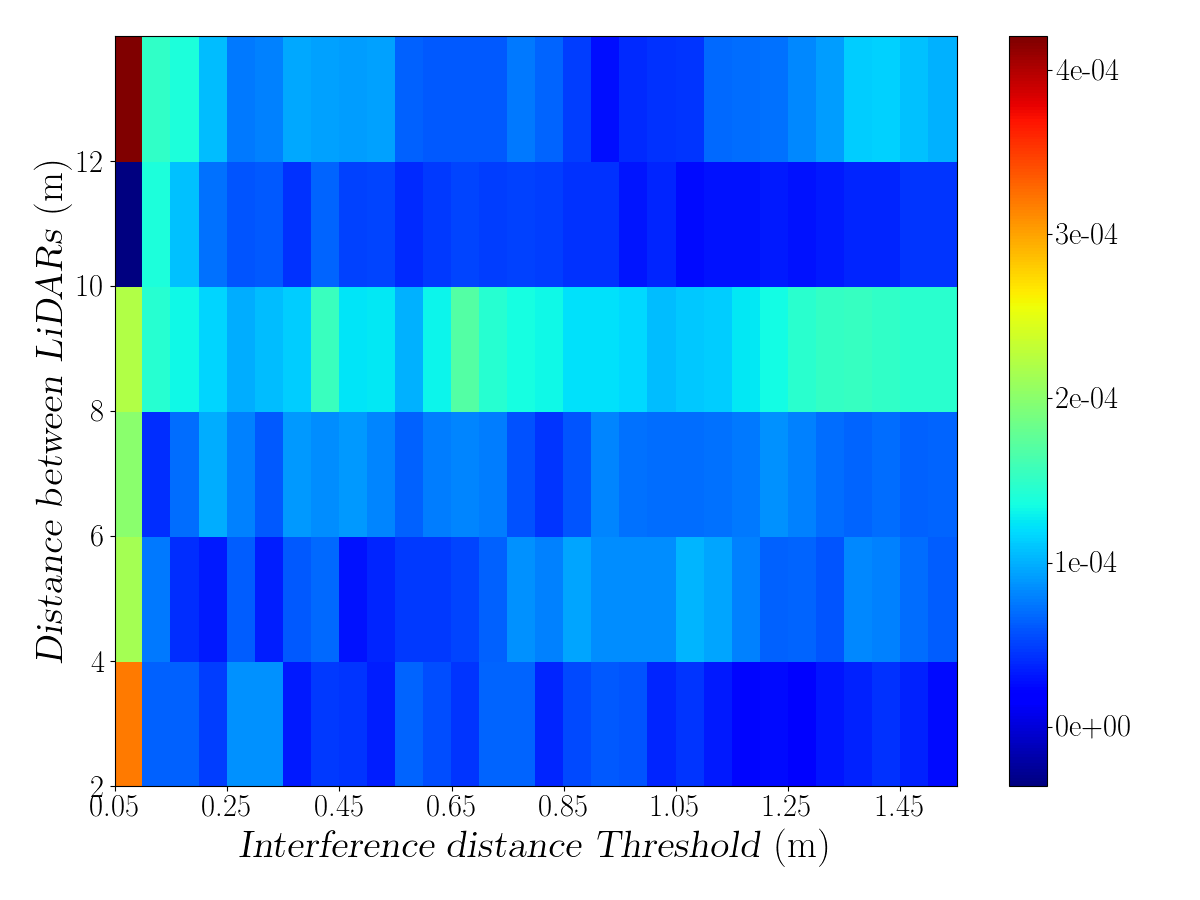 Distance between LiDARs (m)
12
10
8
6
4
2
0.05 0.25 0.45 0.65 0.85 1.05 1.25 1.45
Interference distance Threshold (m)
4e-04
3e-04
2e-04
1e-04
0e+00